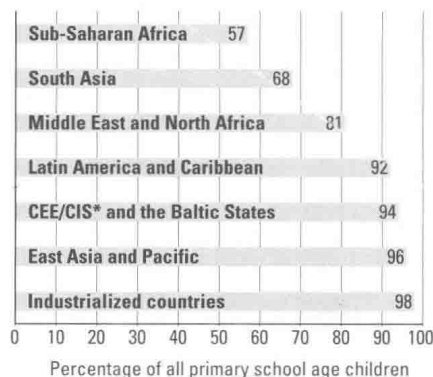 Sub-Saharan Africa 57
South Asia 68
Middle East and North Africa 81
Latin America and Caribbean 92
CEE/CIS* and the Baltic States 94
East Asia and Pacific 96
Industrialized countries 98
0 10 20 30 40 50 60 70 80 90 100
Percentage of all primary school age children